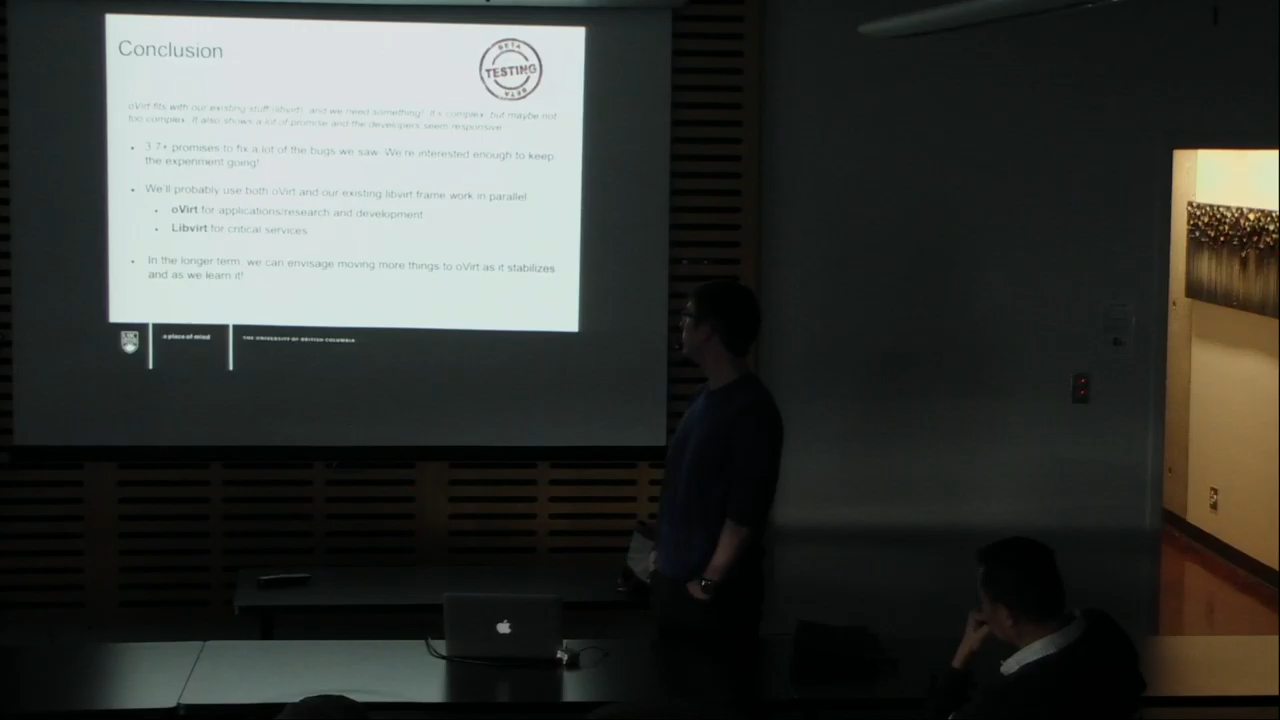 Conclusion
BETA
TESTING
BETA
oVirt fits with our existing stuff (libvirt), and we need something! It's complex, but maybe not
too complex. It also shows a lot of promise and the developers seem responsive.
3.7+ promises to fix a lot of the bugs we saw. We're interested enough to keep
the experiment going!
We'll probably use both oVirt and our existing libvirt frame work in parallel
oVirt for applications/research and development
Libvirt for critical services
In the longer term, we can envisage moving more things to oVirt as it stabilizes
and as we learn it!
UBC
a place of mind
THE UNIVERSITY OF BRITISH COLUMBIA